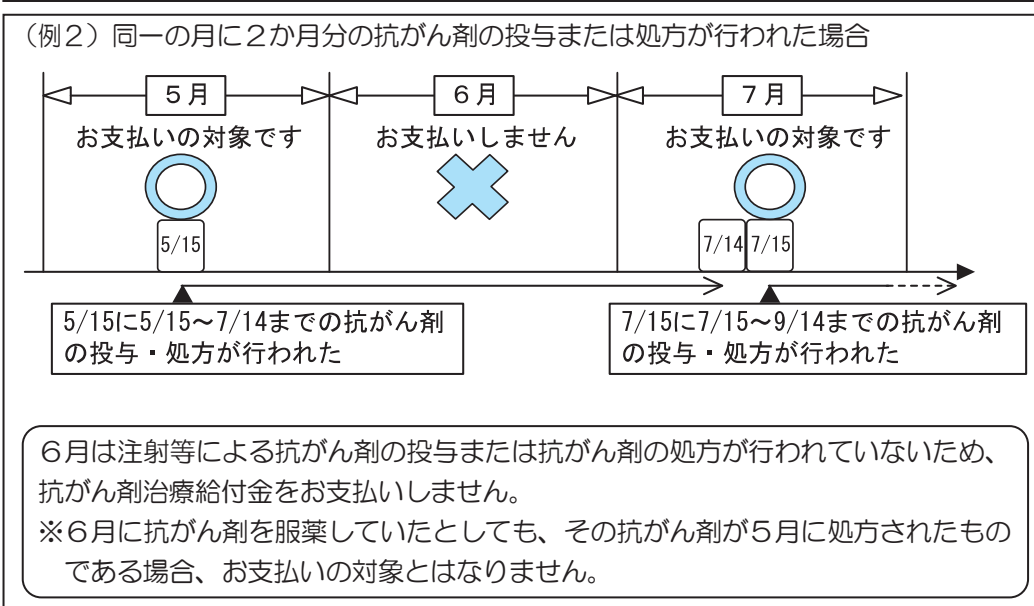 （例２）同一の月に２か月分の抗がん剤の投与または処方が行われた場合
５月
６月
７月
お支払いの対象です
お支払いしません
お支払いの対象です
5/15
7/14
7/15
5/15に5/15～7/14までの抗がん剤
の投与・処方が行われた
7/15に7/15～9/14までの抗がん剤
の投与・処方が行われた
６月は注射等による抗がん剤の投与または抗がん剤の処方が行われていないため、
抗がん剤治療給付金をお支払いしません。
※６月に抗がん剤を服薬していたとしても、その抗がん剤が５月に処方されたもの
である場合、お支払いの対象とはなりません。